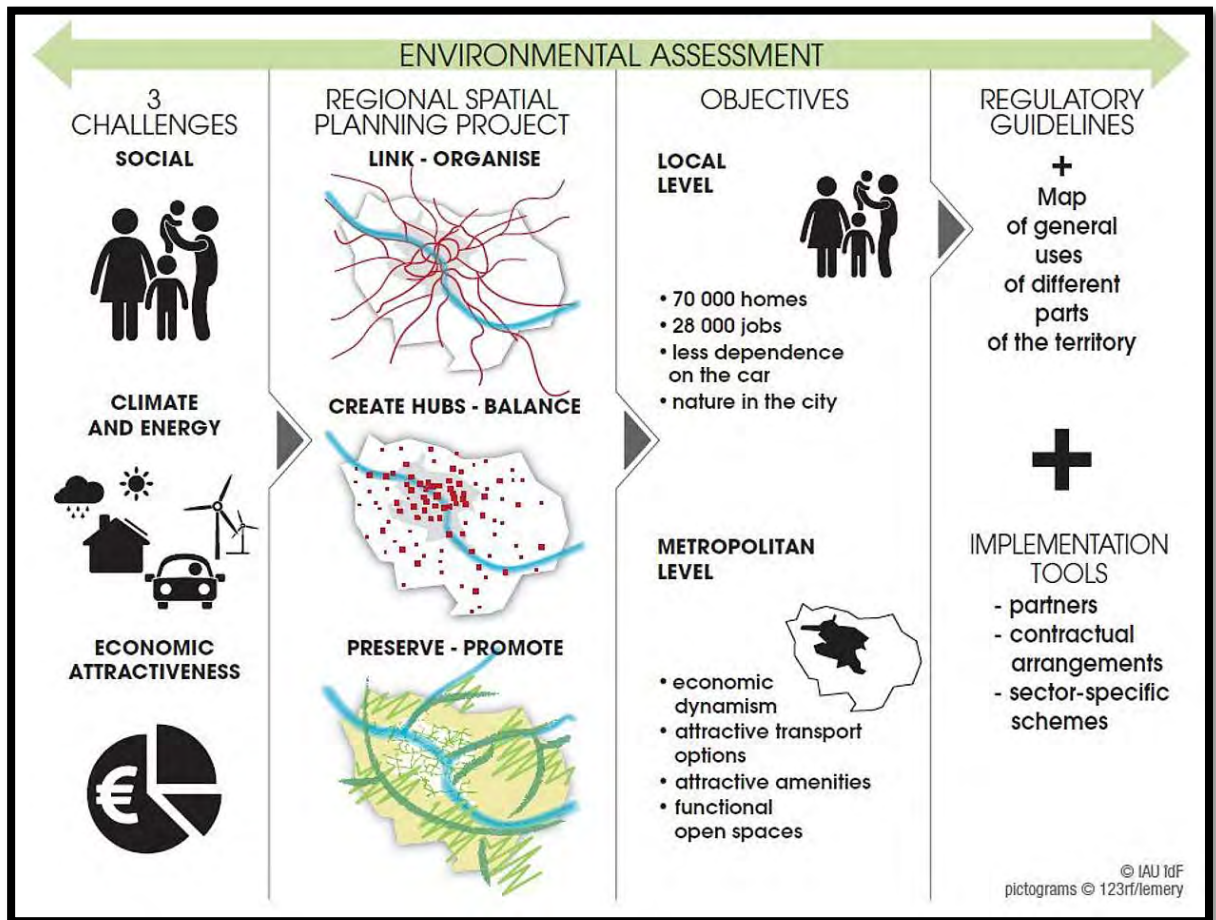 ENVIRONMENTAL ASSESSMENT
3
CHALLENGES
SOCIAL
CLIMATE
AND ENERGY
ECONOMIC
ATTRACTIVENESS
€
REGIONAL SPATIAL
PLANNING PROJECT
LINK - ORGANISE
CREATE HUBS - BALANCE
PRESERVE - PROMOTE
OBJECTIVES
LOCAL
LEVEL
• 70 000 homes
• 28 000 jobs
• less dependence
on the car
• nature in the city
METROPOLITAN
LEVEL
• economic
dynamism
• attractive transport
options
• attractive amenities
• functional
open spaces
REGULATORY
GUIDELINES
+
Map
of general
uses
of different
parts
of the territory
+
IMPLEMENTATION
TOOLS
- partners
- contractual
arrangements
- sector-specific
schemes
© IAU îdF
pictograms © 123rf/lemery